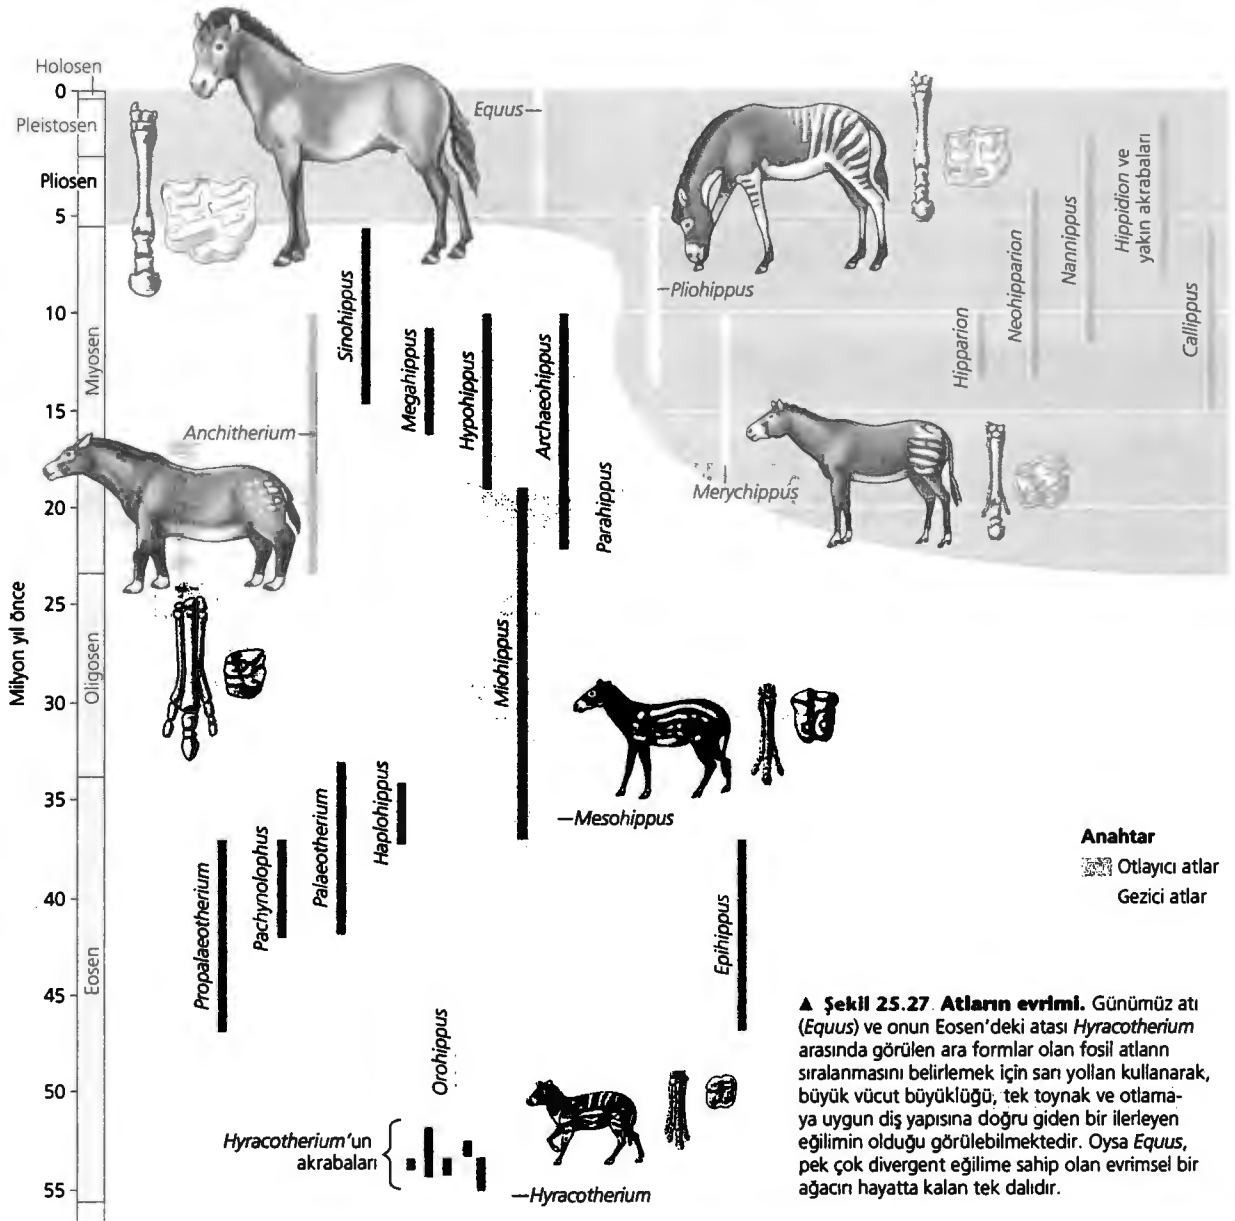 Holosen
0
Pleistosen
Pliosen
5
10
Miyosen
15
20
25
Oligosen
30
35
40
Eosen
45
50
55
Milyon yıl önce
Equus
Pliohippus
Hipparion
Neohipparion
Nannippus
Hippidion ve
yakın akrabaları
Callippus
Sinohippus
Megahippus
Hypohippus
Archaeohippus
Anchitherium
Parahippus
Merychippus
Miohippus
Mesohippus
Propalaeotherium
Pachynolophus
Palaeotherium
Haplohippus
Epihippus
Orohippus
Hyracotherium'un
akrabaları
Hyracotherium
Anahtar
Otlayıcı atlar
Gezici atlar
▲ Şekil 25.27. Atların evrimi. Günümüz atı
(Equus) ve onun Eosen'deki atası Hyracotherium
arasında görülen ara formlar olan fosil atların
sıralanmasını belirlemek için sarı yolları kullanarak,
büyük vücut büyüklüğü, tek toynak ve otlama-
ya uygun diş yapısına doğru giden bir ilerleyen
eğilimin olduğu görülebilmektedir. Oysa Equus,
pek çok divergent eğilime sahip olan evrimsel bir
ağacın hayatta kalan tek dalıdır.